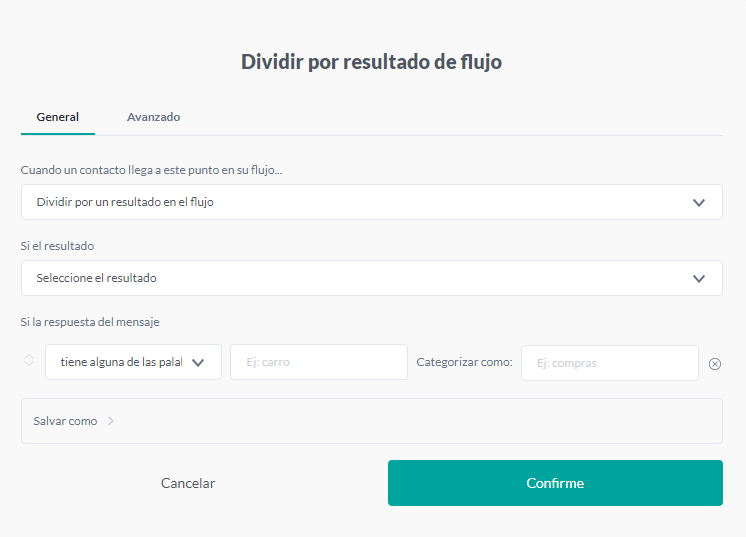 Dividir por resultado de flujo
General Avanzado
Cuando un contacto llega a este punto en su flujo...
Dividir por un resultado en el flujo
Si el resultado
Seleccione el resultado
Si la respuesta del mensaje
tiene alguna de las palal Ej: carro Categorizar como: Ej: compras
Salvar como
Cancelar Confirme